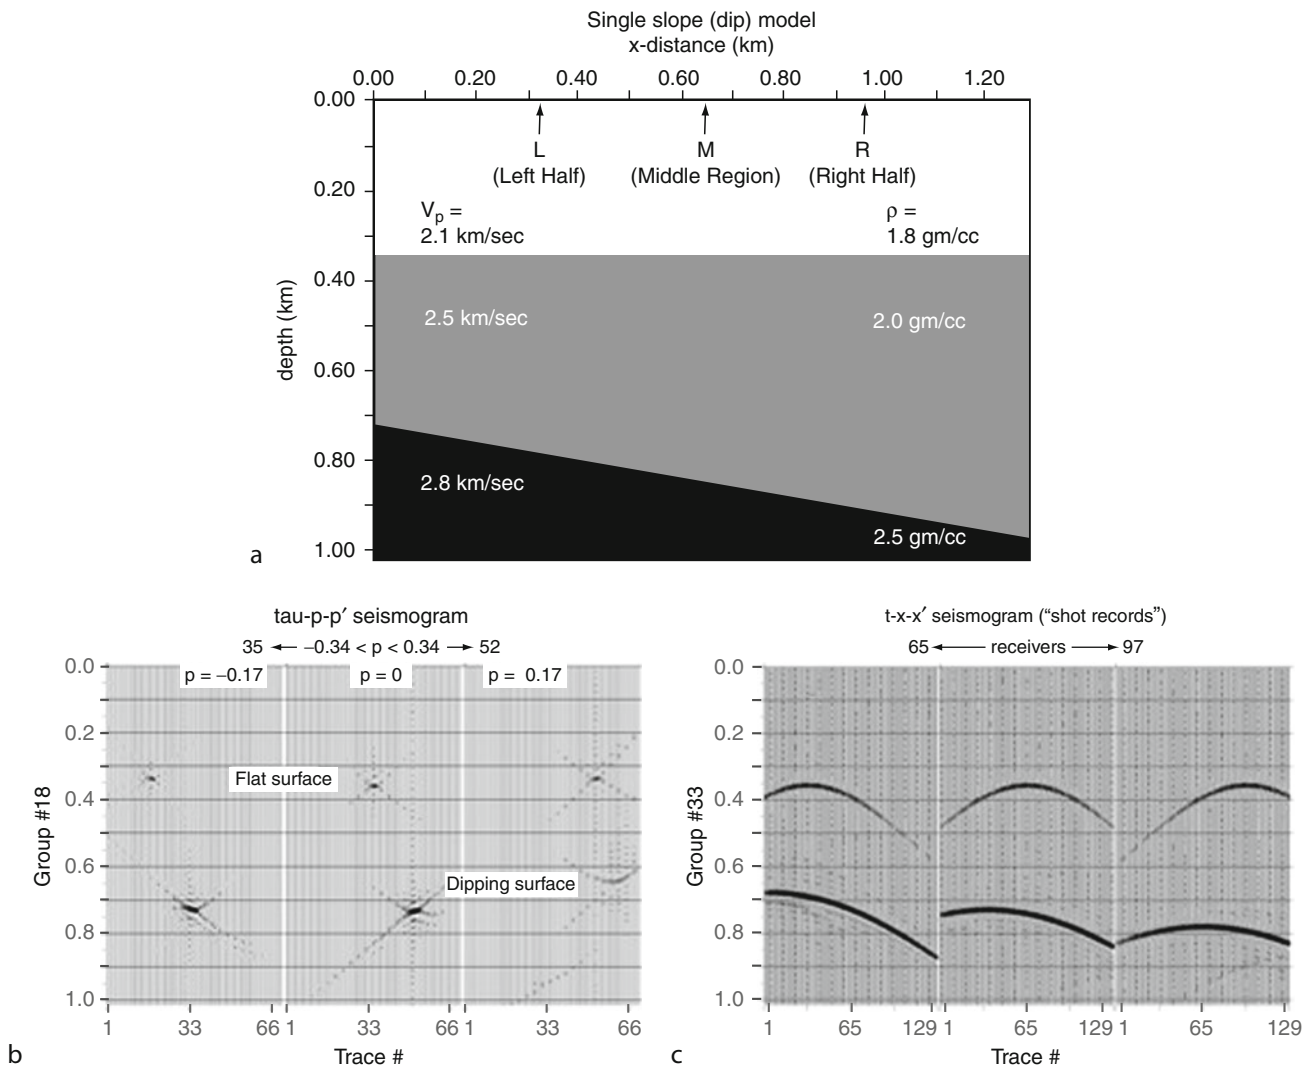 Single slope (dip) model
x-distance (km)
0.00 0.20 0.40 0.60 0.80 1.00 1.20
0.00
L M R
(Left Half) (Middle Region) (Right Half)
0.20
Vp = ρ =
2.1 km/sec 1.8 gm/cc
0.40
2.5 km/sec 2.0 gm/cc
depth (km)
0.60
0.80
2.8 km/sec
2.5 gm/cc
1.00
a
tau-p-p′ seismogram
35 ← −0.34 < p < 0.34 → 52
0.0
p = −0.17 p = 0 p = 0.17
0.2
Flat surface
0.4
Group #18
0.6
Dipping surface
0.8
1.0
1 33 66 1 33 66 1 33 66
Trace #
b
t-x-x′ seismogram (“shot records”)
65 ← receivers → 97
0.0
0.2
0.4
Group #33
0.6
0.8
1.0
1 65 129 1 65 129 1 65 129
Trace #
c